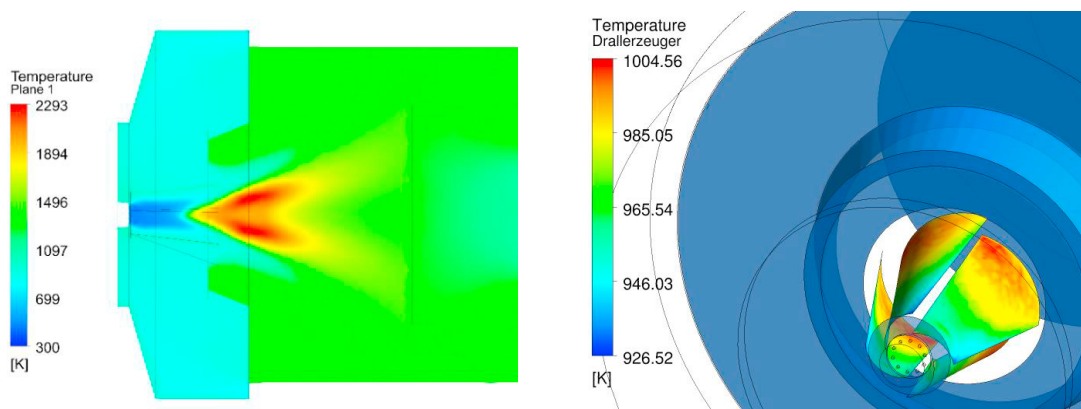 Temperature
Plane 1
2293
1894
1496
1097
699
300
[K]
Temperature
Drallerzeuger
1004.56
985.05
965.54
946.03
926.52
[K]